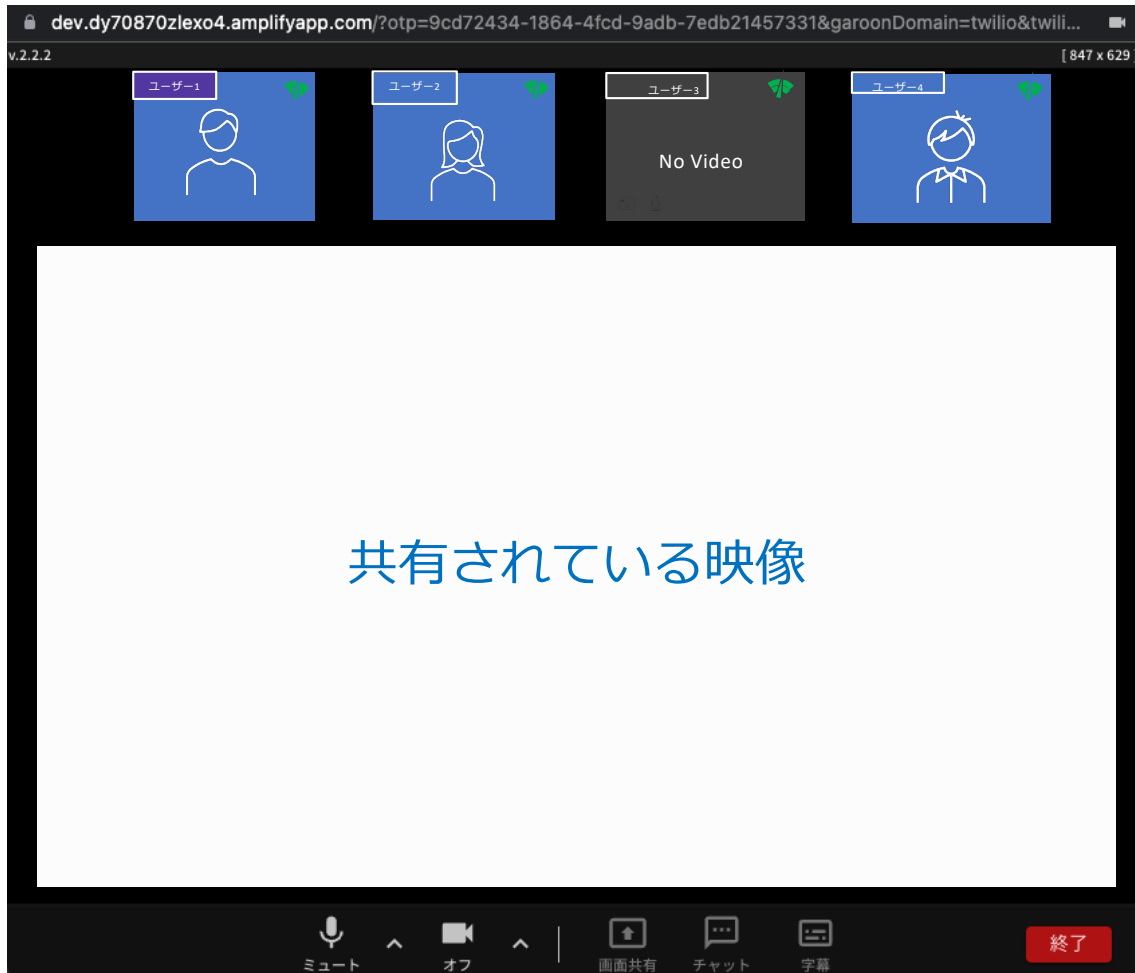 dev.dy70870zlexo4.amplifyapp.com/?otp=9cd72434-1864-4fcd-9adb-7edb21457331&garoonDomain=twilio&twili...
v.2.2.2
[ 847 x 629 ]
ユーザー1
ユーザー2
ユーザー3
ユーザー4
No Video
共有されている映像
ミュート
オフ
画面共有
チャット
字幕
終了